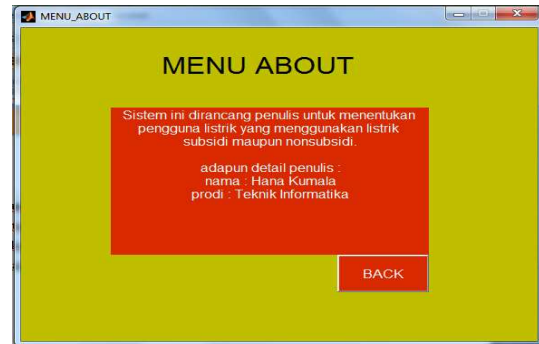 MENU_ABOUT
MENU ABOUT
Sistem ini dirancang penulis untuk menentukan
pengguna listrik yang menggunakan listrik
subsidi maupun nonsubsidi.
adapun detail penulis :
nama : Hana Kumala
prodi : Teknik Informatika
BACK